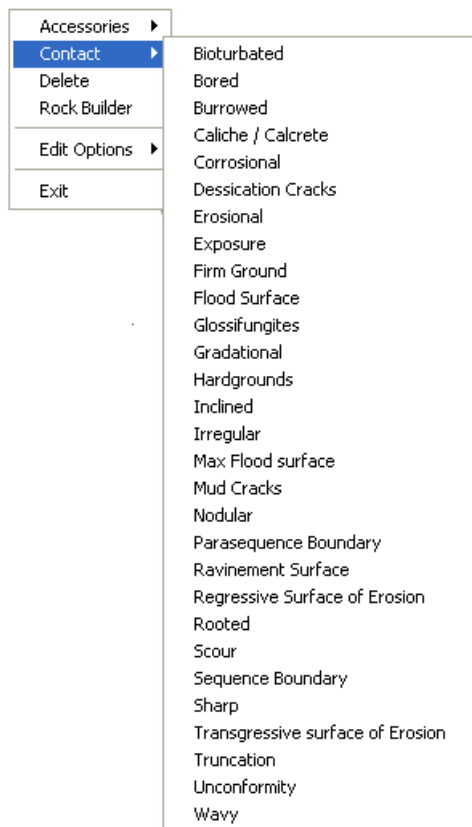 Accessories
Contact
Delete
Rock Builder
Edit Options
Exit
Bioturbated
Bored
Burrowed
Caliche / Calcrete
Corrosional
Dessication Cracks
Erosional
Exposure
Firm Ground
Flood Surface
Glossifungites
Gradational
Hardgrounds
Inclined
Irregular
Max Flood surface
Mud Cracks
Nodular
Parasequence Boundary
Ravinement Surface
Regressive Surface of Erosion
Rooted
Scour
Sequence Boundary
Sharp
Transgressive surface of Erosion
Truncation
Unconformity
Wavy